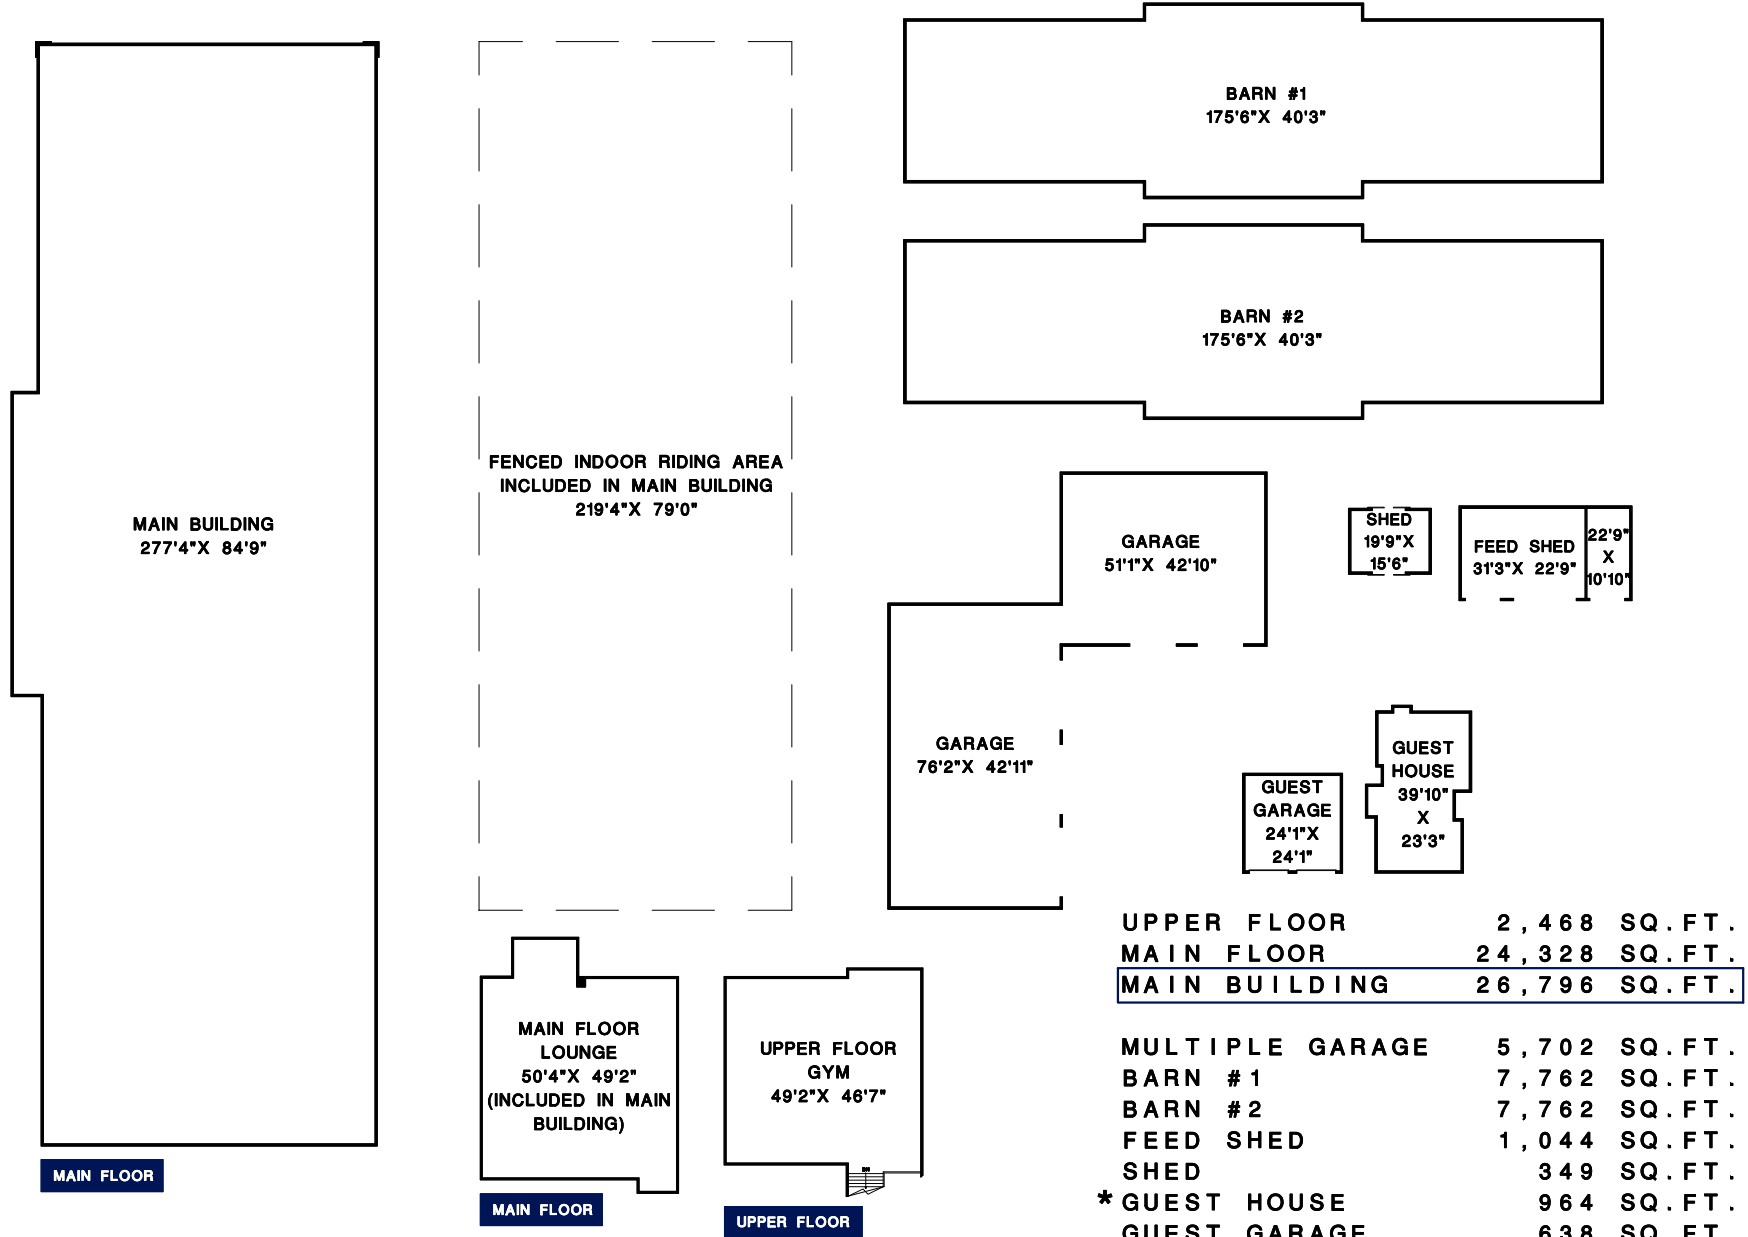 MAIN BUILDING
277'4"X 84'9"
MAIN FLOOR
FENCED INDOOR RIDING AREA
INCLUDED IN MAIN BUILDING
219'4"X 79'0"
BARN #1
175'6"X 40'3"
BARN #2
175'6"X 40'3"
GARAGE
51'1"X 42'10"
SHED
19'9"X
15'6"
FEED SHED
31'3"X 22'9"
22'9"
X
10'10"
GARAGE
76'2"X 42'11"
GUEST
GARAGE
24'1"X
24'1"
GUEST
HOUSE
39'10"
X
23'3"
MAIN FLOOR
LOUNGE
50'4"X 49'2"
(INCLUDED IN MAIN
BUILDING)
MAIN FLOOR
UPPER FLOOR
GYM
49'2"X 46'7"
DN
UPPER FLOOR
UPPER FLOOR 2,468 SQ.FT.
MAIN FLOOR 24,328 SQ.FT.
MAIN BUILDING 26,796 SQ.FT.
MULTIPLE GARAGE 5,702 SQ.FT.
BARN #1 7,762 SQ.FT.
BARN #2 7,762 SQ.FT.
FEED SHED 1,044 SQ.FT.
SHED 349 SQ.FT.
*GUEST HOUSE 964 SQ.FT.
GUEST GARAGE 638 SQ.FT.